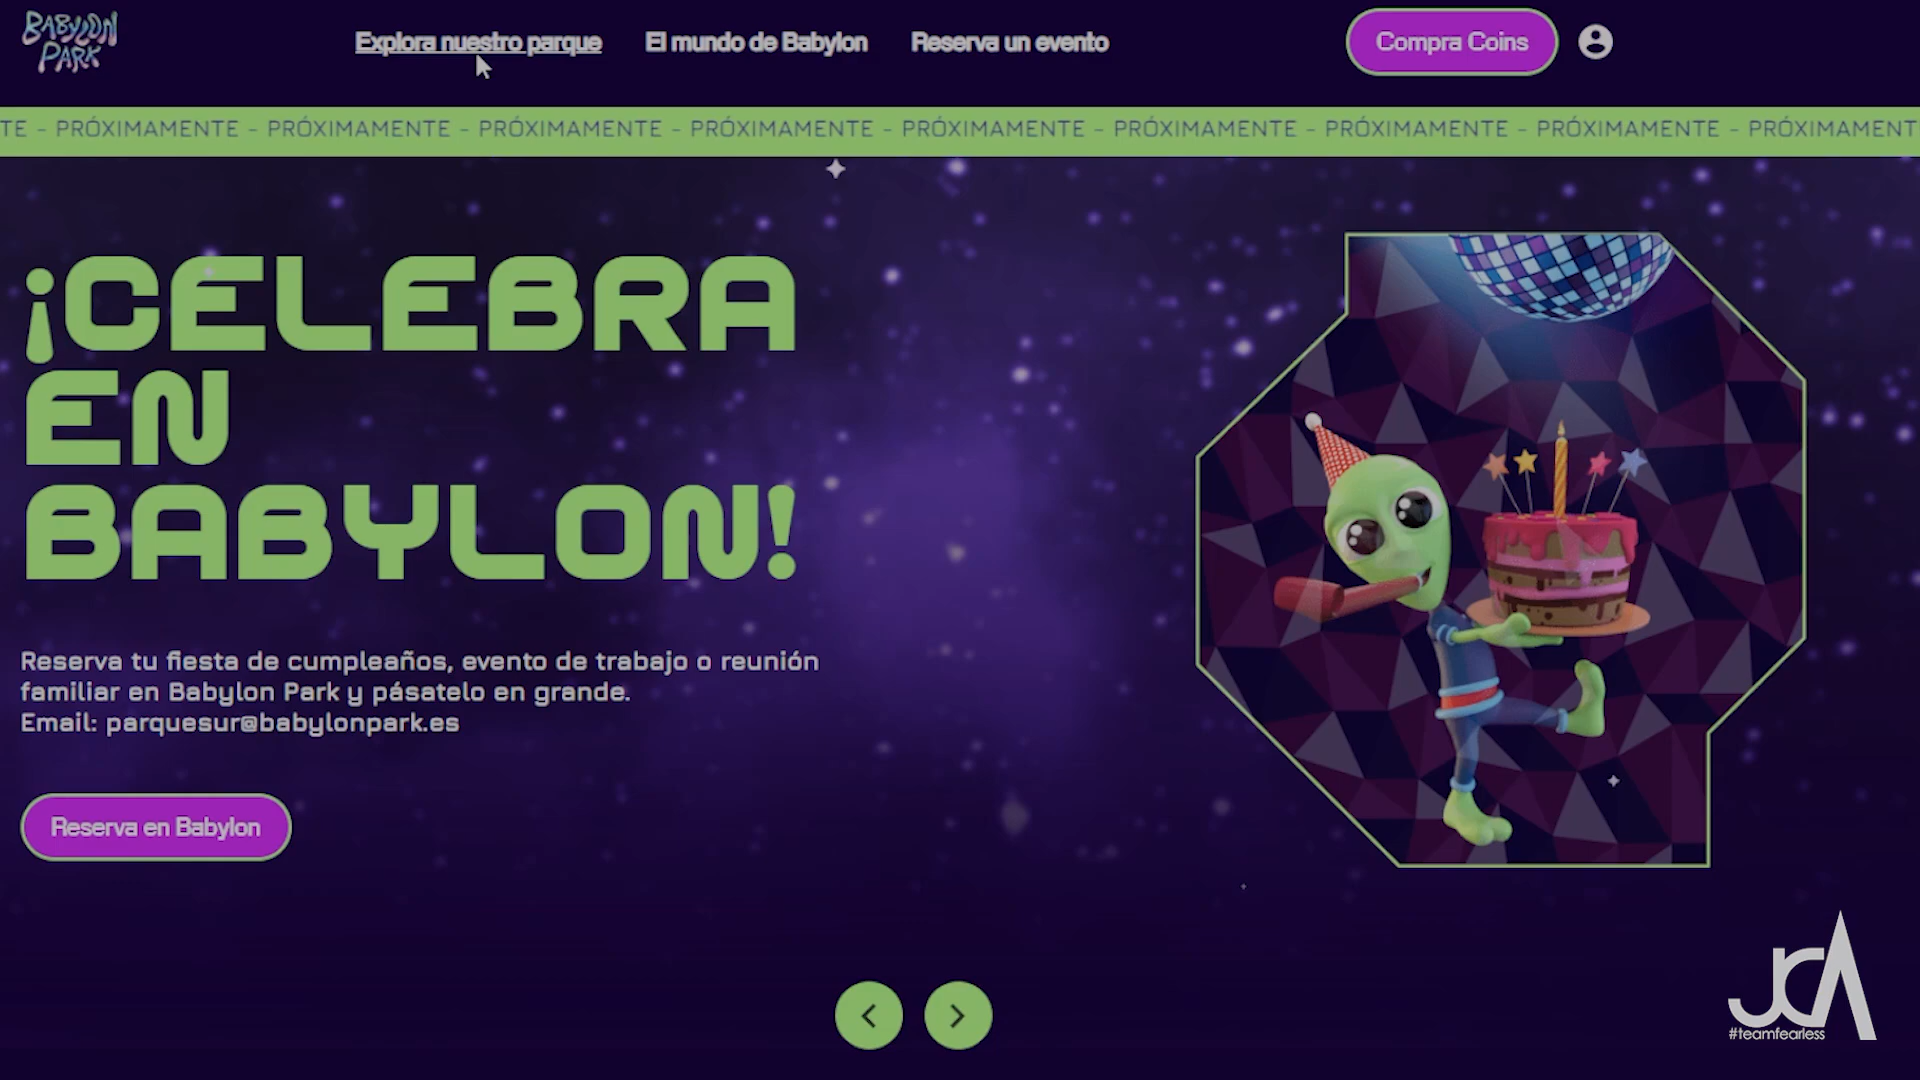 BABYLON
PARK
Explora nuestro parque
El mundo de Babylon
Reserva un evento
Compra Coins
TE - PRÓXIMAMENTE - PRÓXIMAMENTE - PRÓXIMAMENTE - PRÓXIMAMENTE - PRÓXIMAMENTE - PRÓXIMAMENTE - PRÓXIMAMENTE - PRÓXIMAMENTE - PRÓXIMAMENT
¡CELEBRA
EN
BABYLON!
Reserva tu fiesta de cumpleaños, evento de trabajo o reunión
familiar en Babylon Park y pásatelo en grande.
Email: parquesur@babylonpark.es
Reserva en Babylon
JCA
#teamfearless